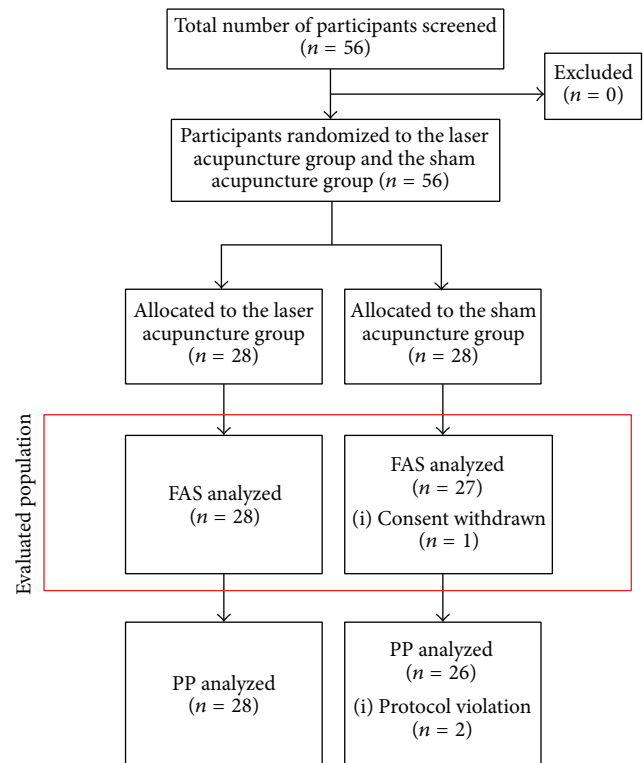 Total number of participants screened
(n = 56)
Excluded
(n = 0)
Participants randomized to the laser
acupuncture group and the sham
acupuncture group (n = 56)
Allocated to the laser
acupuncture group
(n = 28)
Allocated to the sham
acupuncture group
(n = 28)
Evaluated population
FAS analyzed
(n = 28)
FAS analyzed
(n = 27)
(i) Consent withdrawn
(n = 1)
PP analyzed
(n = 28)
PP analyzed
(n = 26)
(i) Protocol violation
(n = 2)